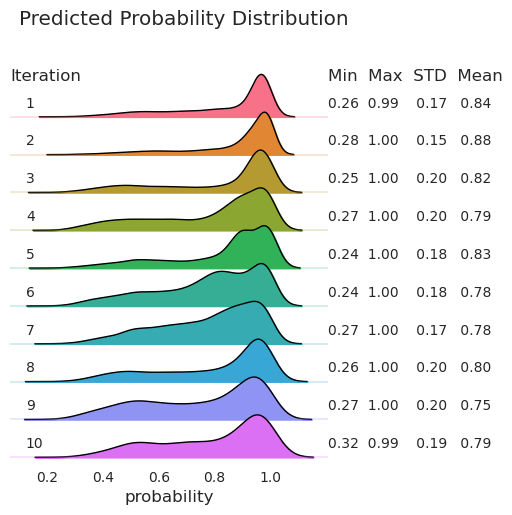 Predicted Probability Distribution
Iteration Min Max STD Mean
1 0.26 0.99 0.17 0.84
2 0.28 1.00 0.15 0.88
3 0.25 1.00 0.20 0.82
4 0.27 1.00 0.20 0.79
5 0.24 1.00 0.18 0.83
6 0.24 1.00 0.18 0.78
7 0.27 1.00 0.17 0.78
8 0.26 1.00 0.20 0.80
9 0.27 1.00 0.20 0.75
10 0.32 0.99 0.19 0.79
0.2 0.4 0.6 0.8 1.0
probability